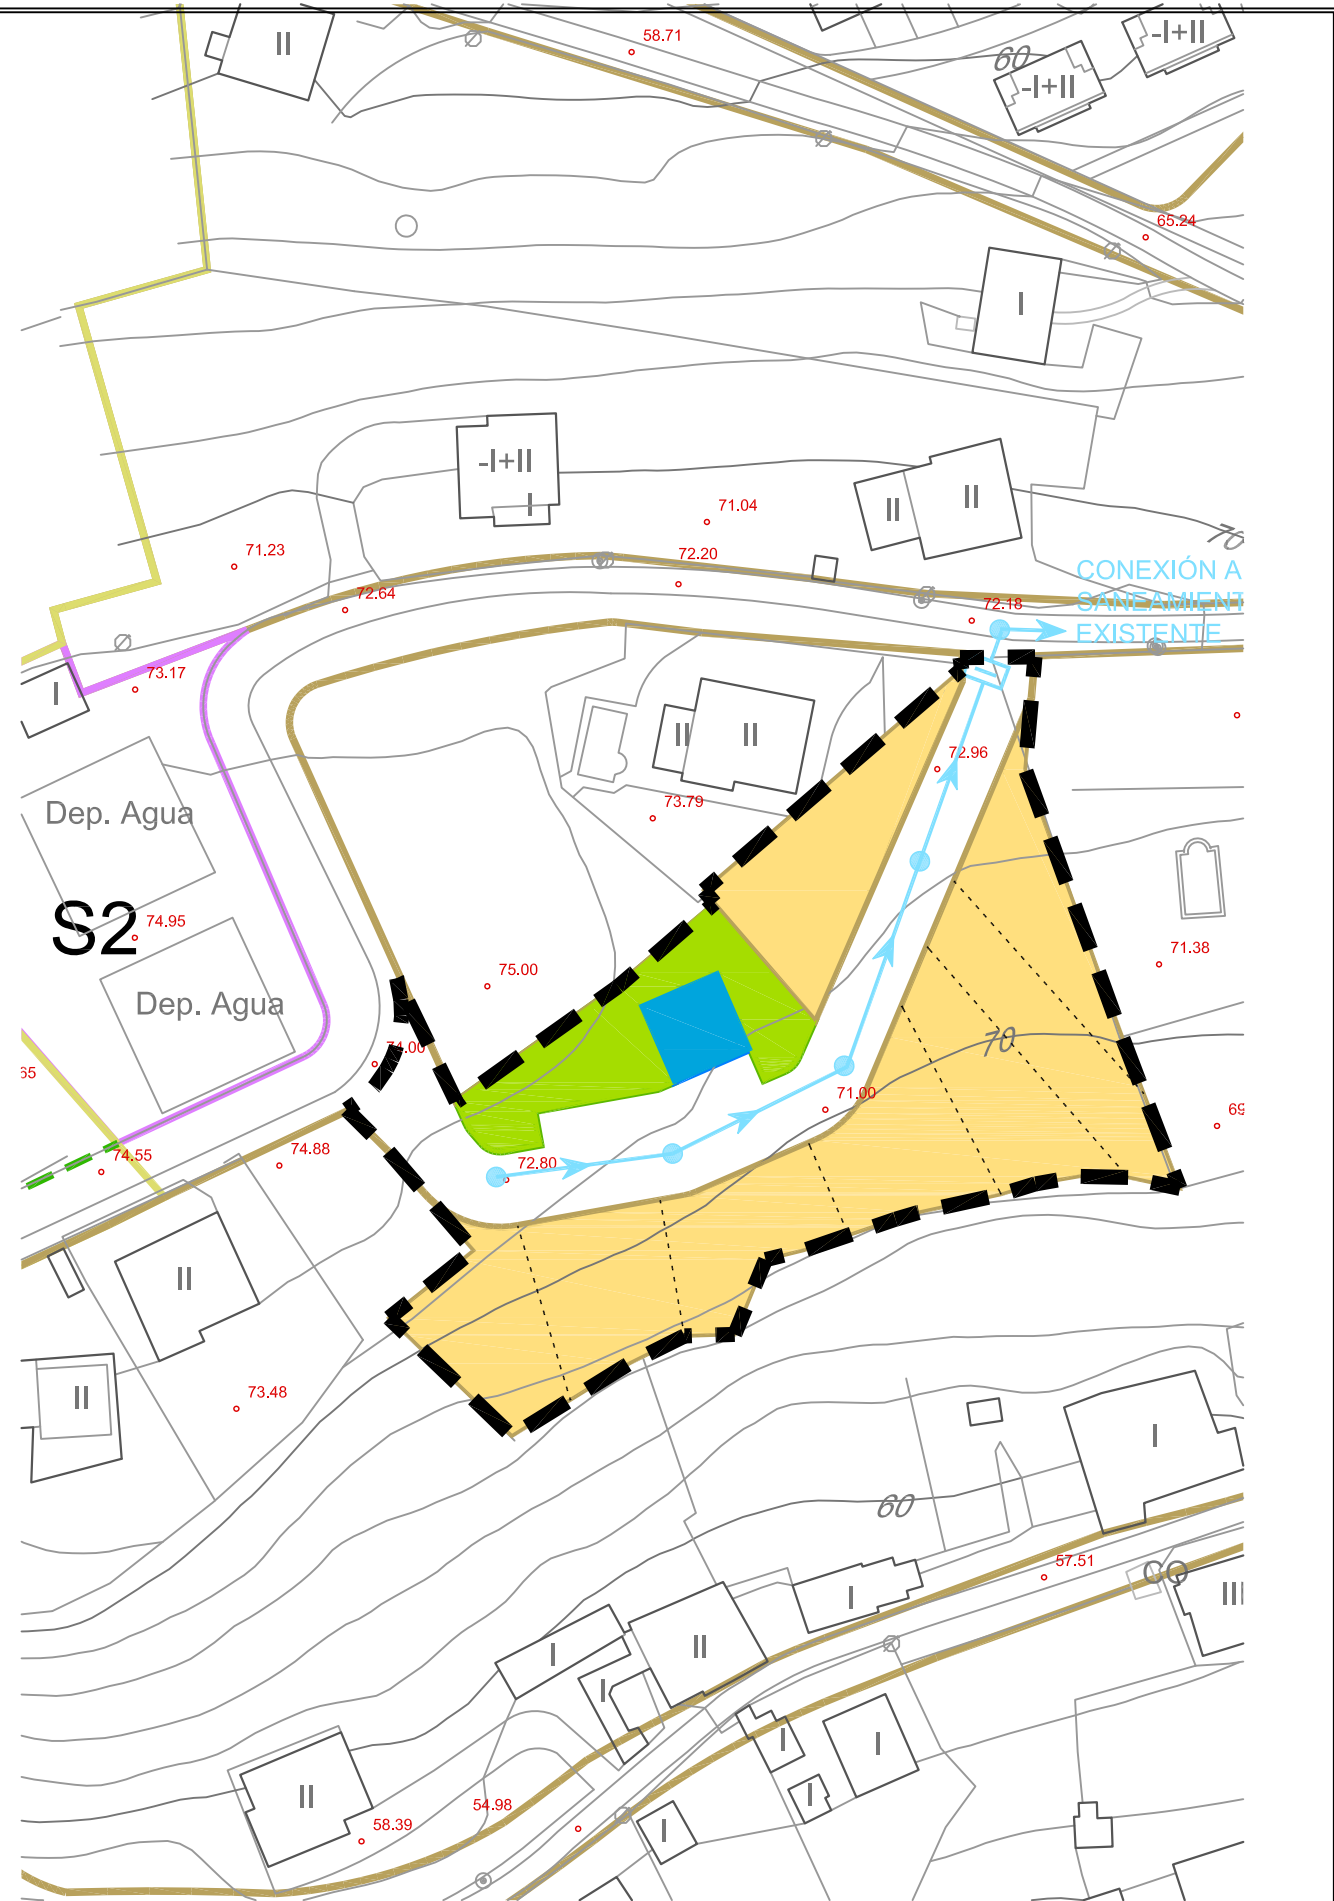 II
58.71
60
-I+II
-I+II
65.24
I
-I+II
I
II
II
71.04
70
71.23
72.20
CONEXIÓN A
SANEAMIENT
EXISTENTE
72.64
72.18
73.17
I
II
II
72.96
73.79
Dep. Agua
S2
74.95
71.38
75.00
Dep. Agua
74.00
70
65
71.00
69
74.55
74.88
72.80
II
73.48
II
I
60
57.51
CO
III
I
II
I
I
I
I
II
I
54.98
58.39
I